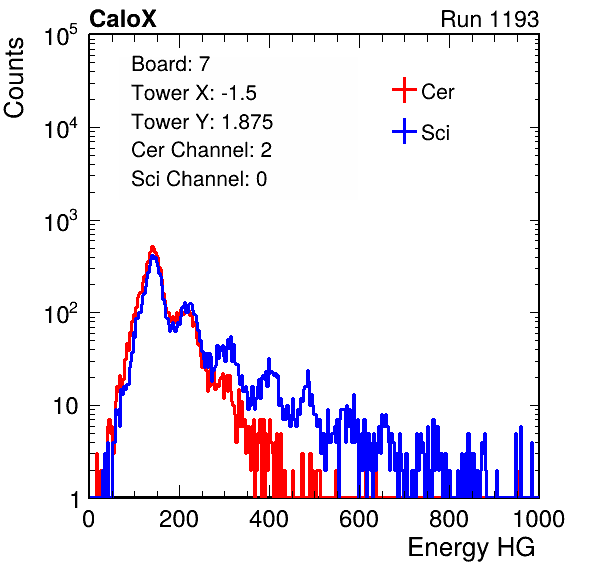 CaloX Run 1193
Counts
Board: 7
Tower X: -1.5
Tower Y: 1.875
Cer Channel: 2
Sci Channel: 0
Cer
Sci
10^5
10^4
10^3
10^2
10
1
0 200 400 600 800 1000
Energy HG